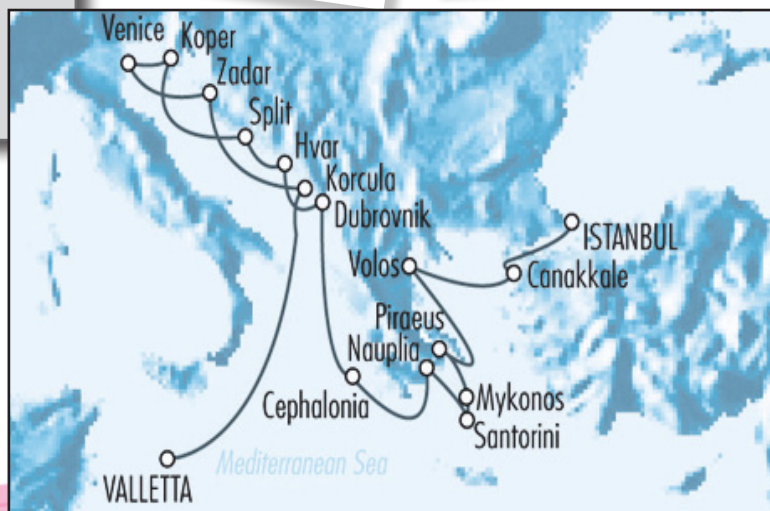 Venice
Koper
Zadar
Split
Hvar
Korcula
Dubrovnik
ISTANBUL
Volos
Canakkale
Piraeus
Nauplia
Cephalonia
Mykonos
Santorini
Mediterranean Sea
VALLETTA